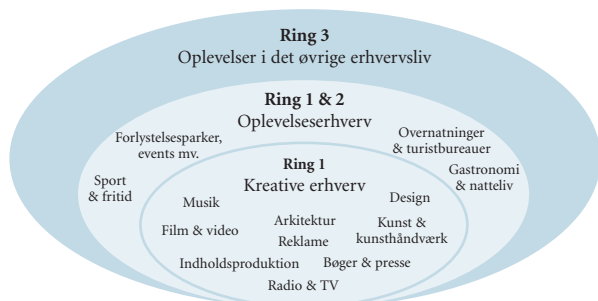 Ring 3
Oplevelser i det øvrige erhvervsliv
Ring 1 & 2
Oplevelseserhverv
Forlystelsesparker,
events mv.
Overnatninger
& turistbureauer
Sport
& fritid
Gastronomi
& natteliv
Ring 1
Kreative erhverv
Musik
Design
Film & video
Arkitektur
Reklame
Kunst &
kunsthåndværk
Indholdsproduktion
Bøger & presse
Radio & TV